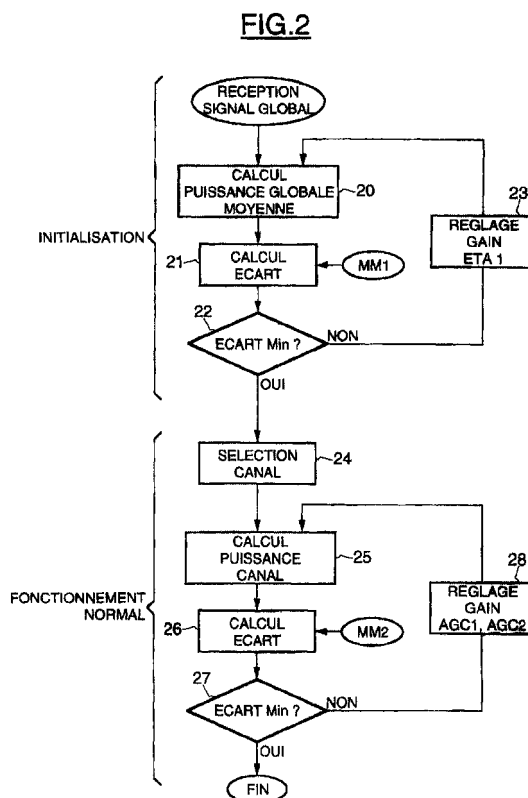 FIG.2
RECEPTION
SIGNAL GLOBAL
CALCUL
PUISSANCE GLOBALE
MOYENNE
20
23
REGLAGE
GAIN
ETA 1
INITIALISATION
21
CALCUL
ECART
MM1
22
ECART Min ?
NON
OUI
SELECTION
CANAL
24
CALCUL
PUISSANCE
CANAL
25
28
REGLAGE
GAIN
AGC1, AGC2
FONCTIONNEMENT
NORMAL
26
CALCUL
ECART
MM2
27
ECART Min ?
NON
OUI
FIN